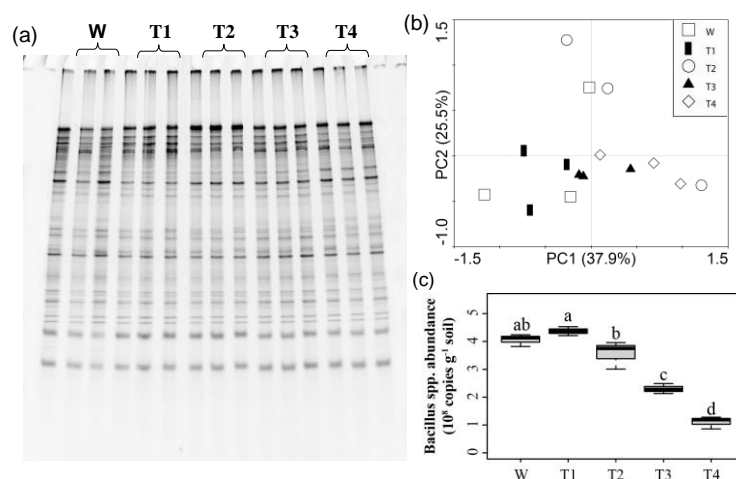 (a)
W T1 T2 T3 T4
(b)
1.5
PC2 (25.5%)
-1.0
-1.5 PC1 (37.9%) 1.5
W
T1
T2
T3
T4
(c)
Bacillus spp. abundance
(10⁸ copies g⁻¹ soil)
5
4
3
2
1
0
ab a b c d
W T1 T2 T3 T4